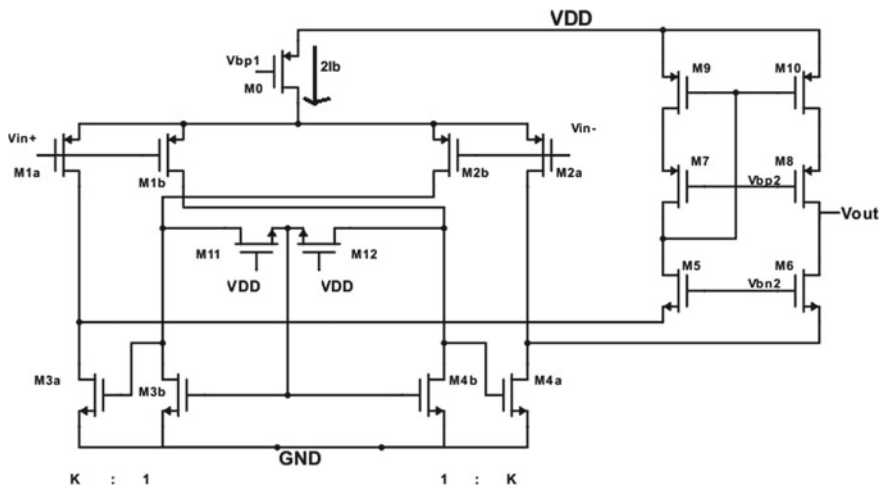 VDD
Vbp1
2Ib
M0
M9
M10
Vin+
Vin-
M1a
M1b
M2b
M2a
M7
M8
Vbp2
Vout
M11
M12
VDD
VDD
M5
M6
Vbn2
M3a
M3b
M4b
M4a
GND
K : 1
1 : K